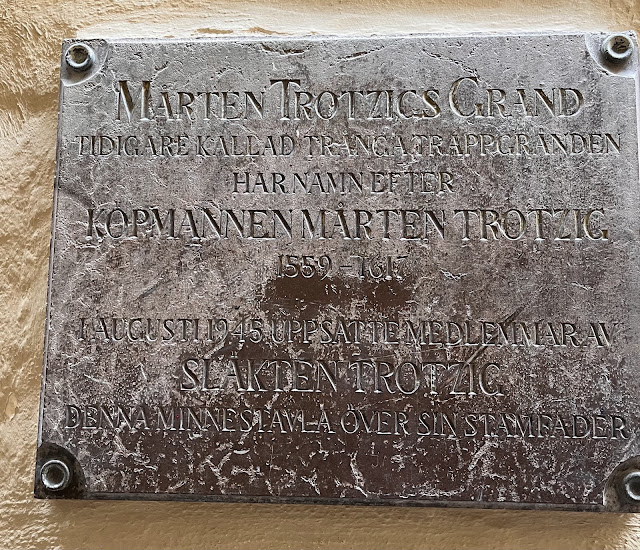 MÅRTEN TROTZIGS GRÄND
TIDIGARE KALLAD TRÅNGA TRAPPGRÄNDEN
HAR NAMN EFTER
KÖPMANNEN MÅRTEN TROTZIG
1559–1617
I AUGUSTI 1945 UPPSATTE MEDLEMMAR AV
SLÄKTEN TROTZIG
DENNA MINNESTAVLA ÖVER SIN STAMFADER